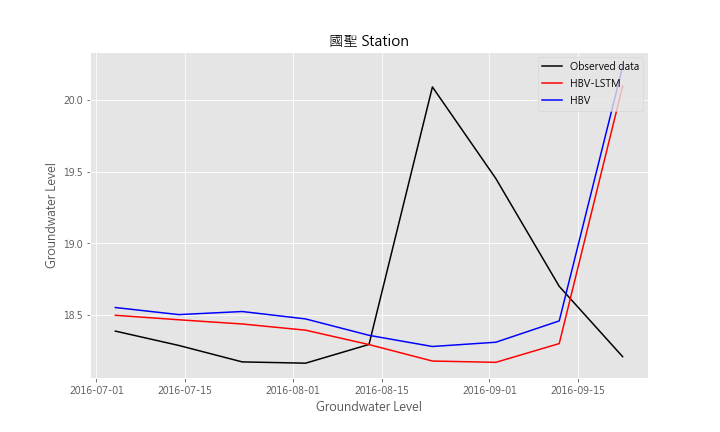 國聖 Station
Observed data
HBV-LSTM
HBV
Groundwater Level
20.0
19.5
19.0
18.5
2016-07-01 2016-07-15 2016-08-01 2016-08-15 2016-09-01 2016-09-15
Groundwater Level